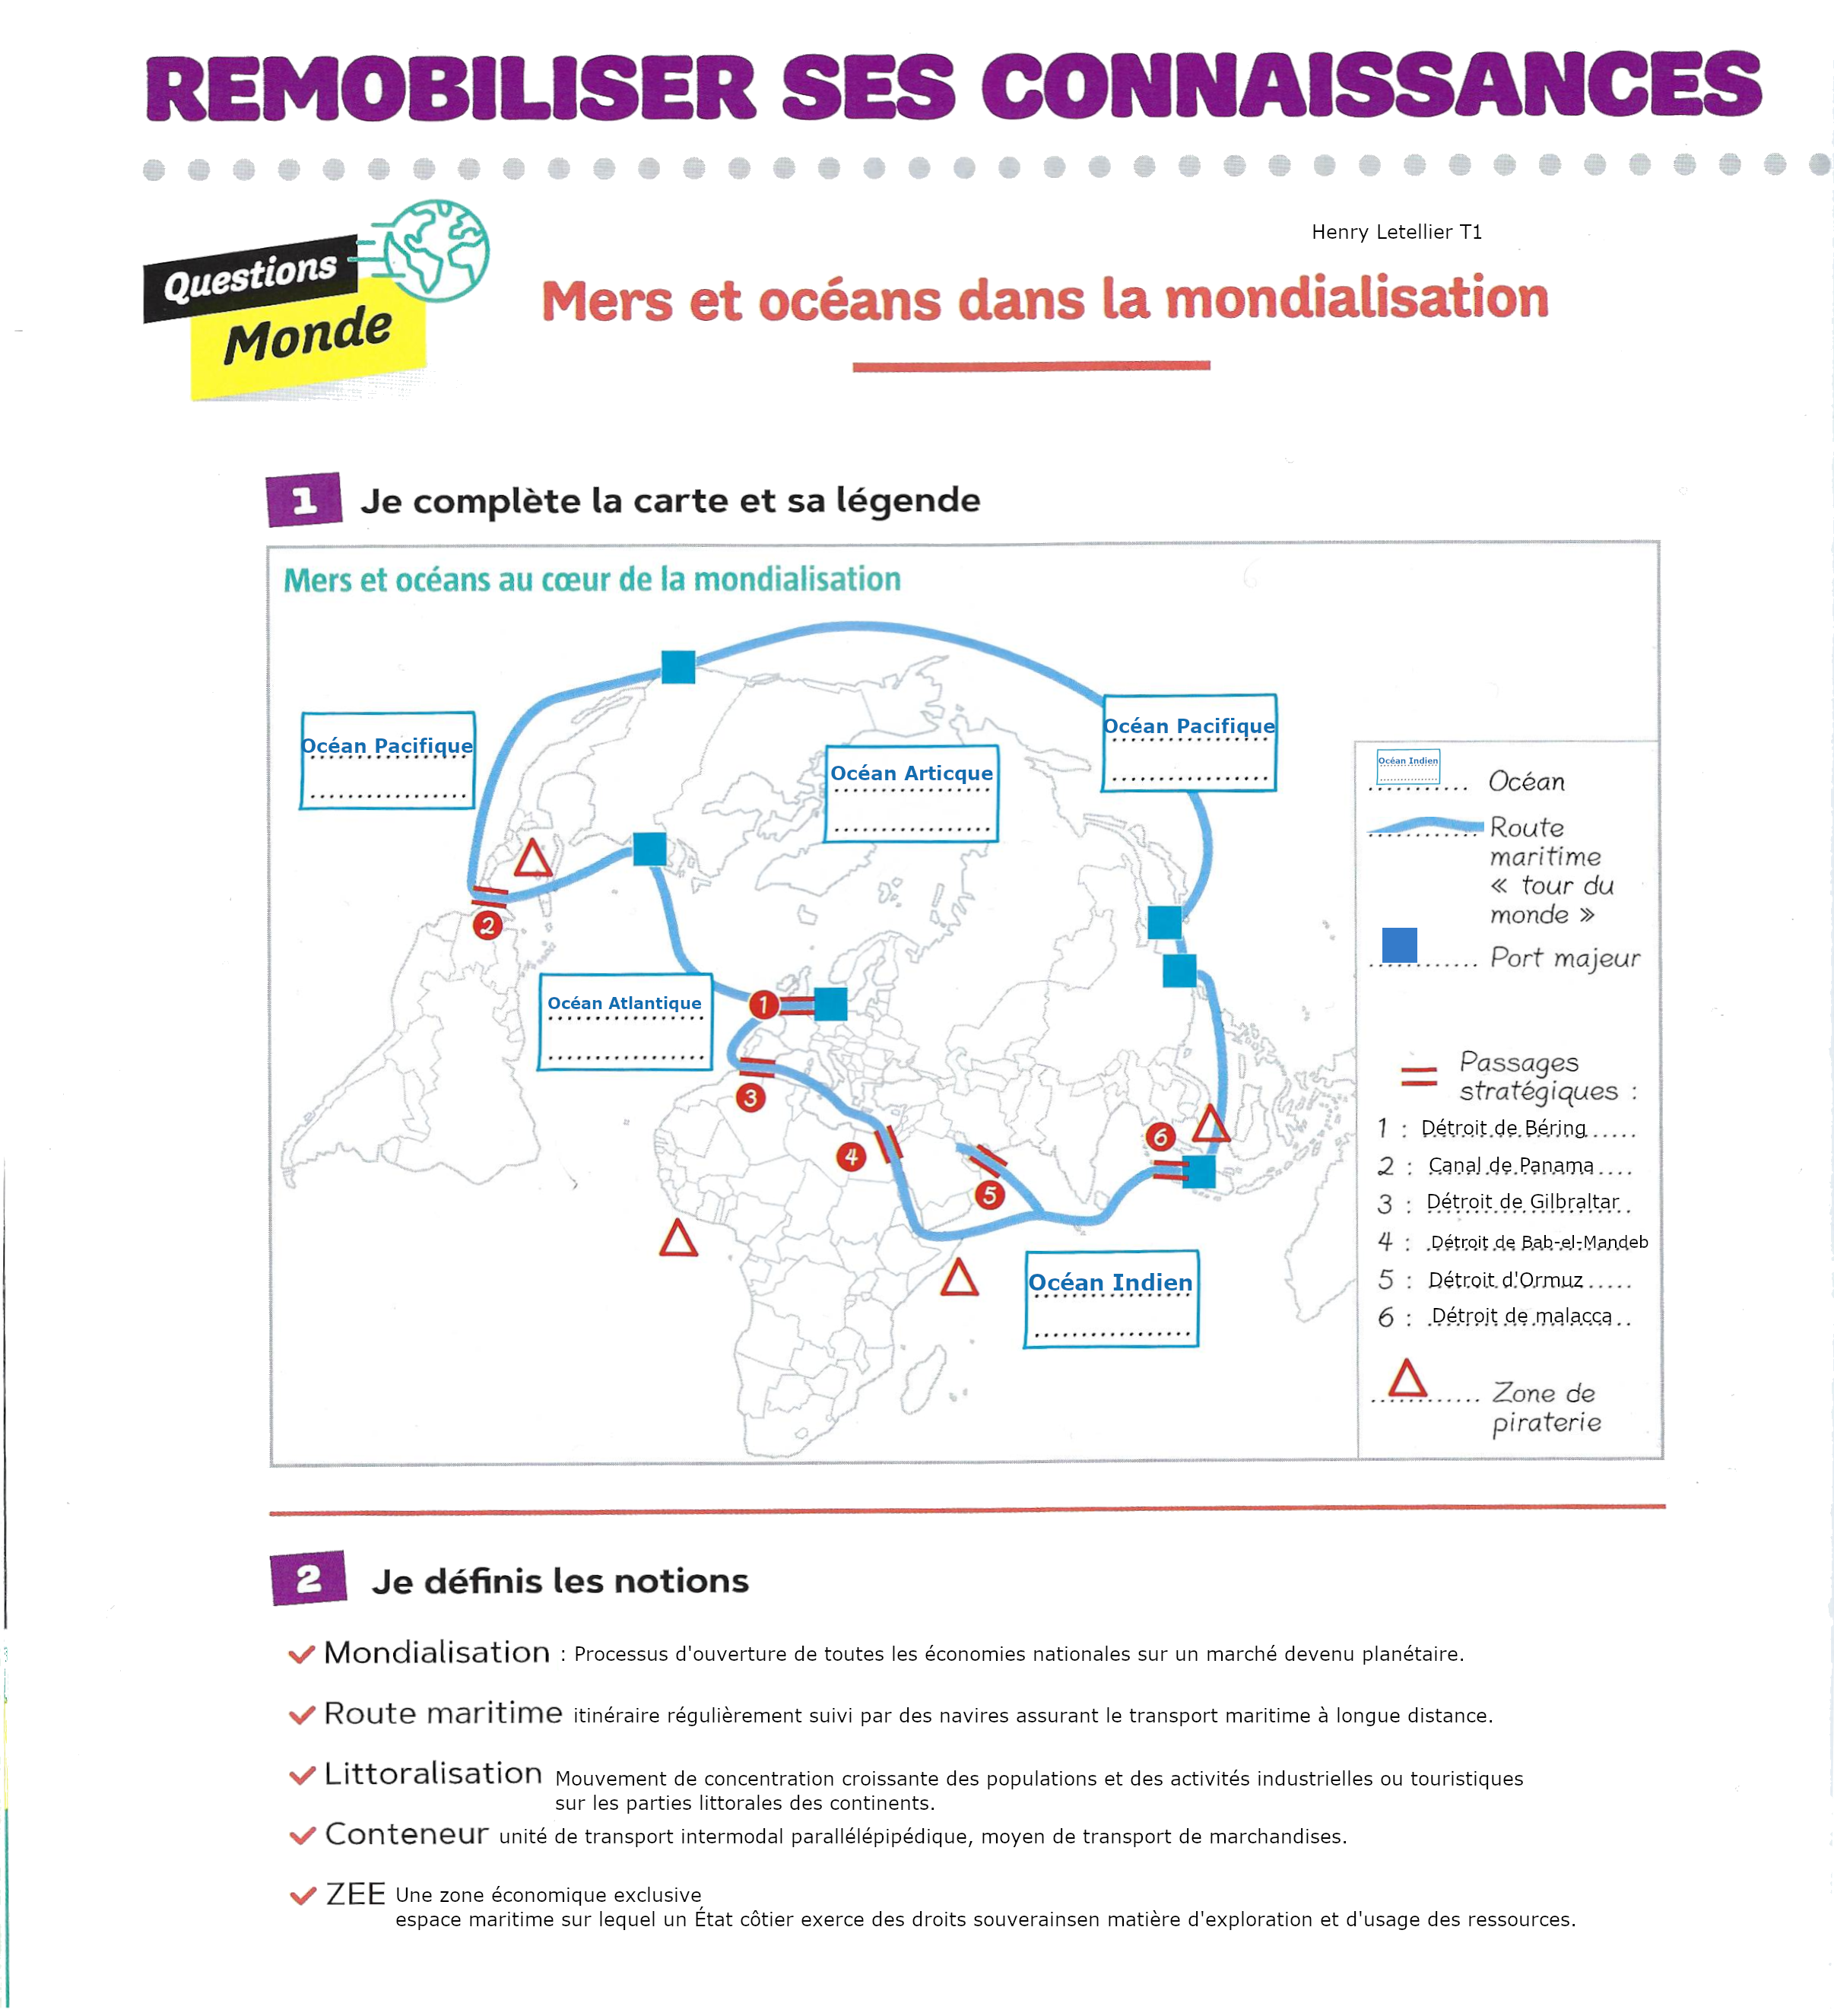 REMOBILISER SES CONNAISSANCES
Henry Letellier T1
Questions
Monde
Mers et océans dans la mondialisation
1 Je complète la carte et sa légende
Mers et océans au cœur de la mondialisation
Océan Pacifique
Océan Pacifique
Océan Articque
Océan Atlantique
Océan Indien
1
2
3
4
5
6
Océan Indien
Océan
Route
maritime
« tour du
monde »
Port majeur
Passages
stratégiques :
1 : Détroit de Béring
2 : Canal de Panama
3 : Détroit de Gilbraltar
4 : Détroit de Bab-el-Mandeb
5 : Détroit d'Ormuz
6 : Détroit de malacca
Zone de
piraterie
2 Je définis les notions
Mondialisation : Processus d'ouverture de toutes les économies nationales sur un marché devenu planétaire.
Route maritime itinéraire régulièrement suivi par des navires assurant le transport maritime à longue distance.
Littoralisation Mouvement de concentration croissante des populations et des activités industrielles ou touristiques
sur les parties littorales des continents.
Conteneur unité de transport intermodal parallélépipédique, moyen de transport de marchandises.
ZEE Une zone économique exclusive
espace maritime sur lequel un État côtier exerce des droits souverainsen matière d'exploration et d'usage des ressources.